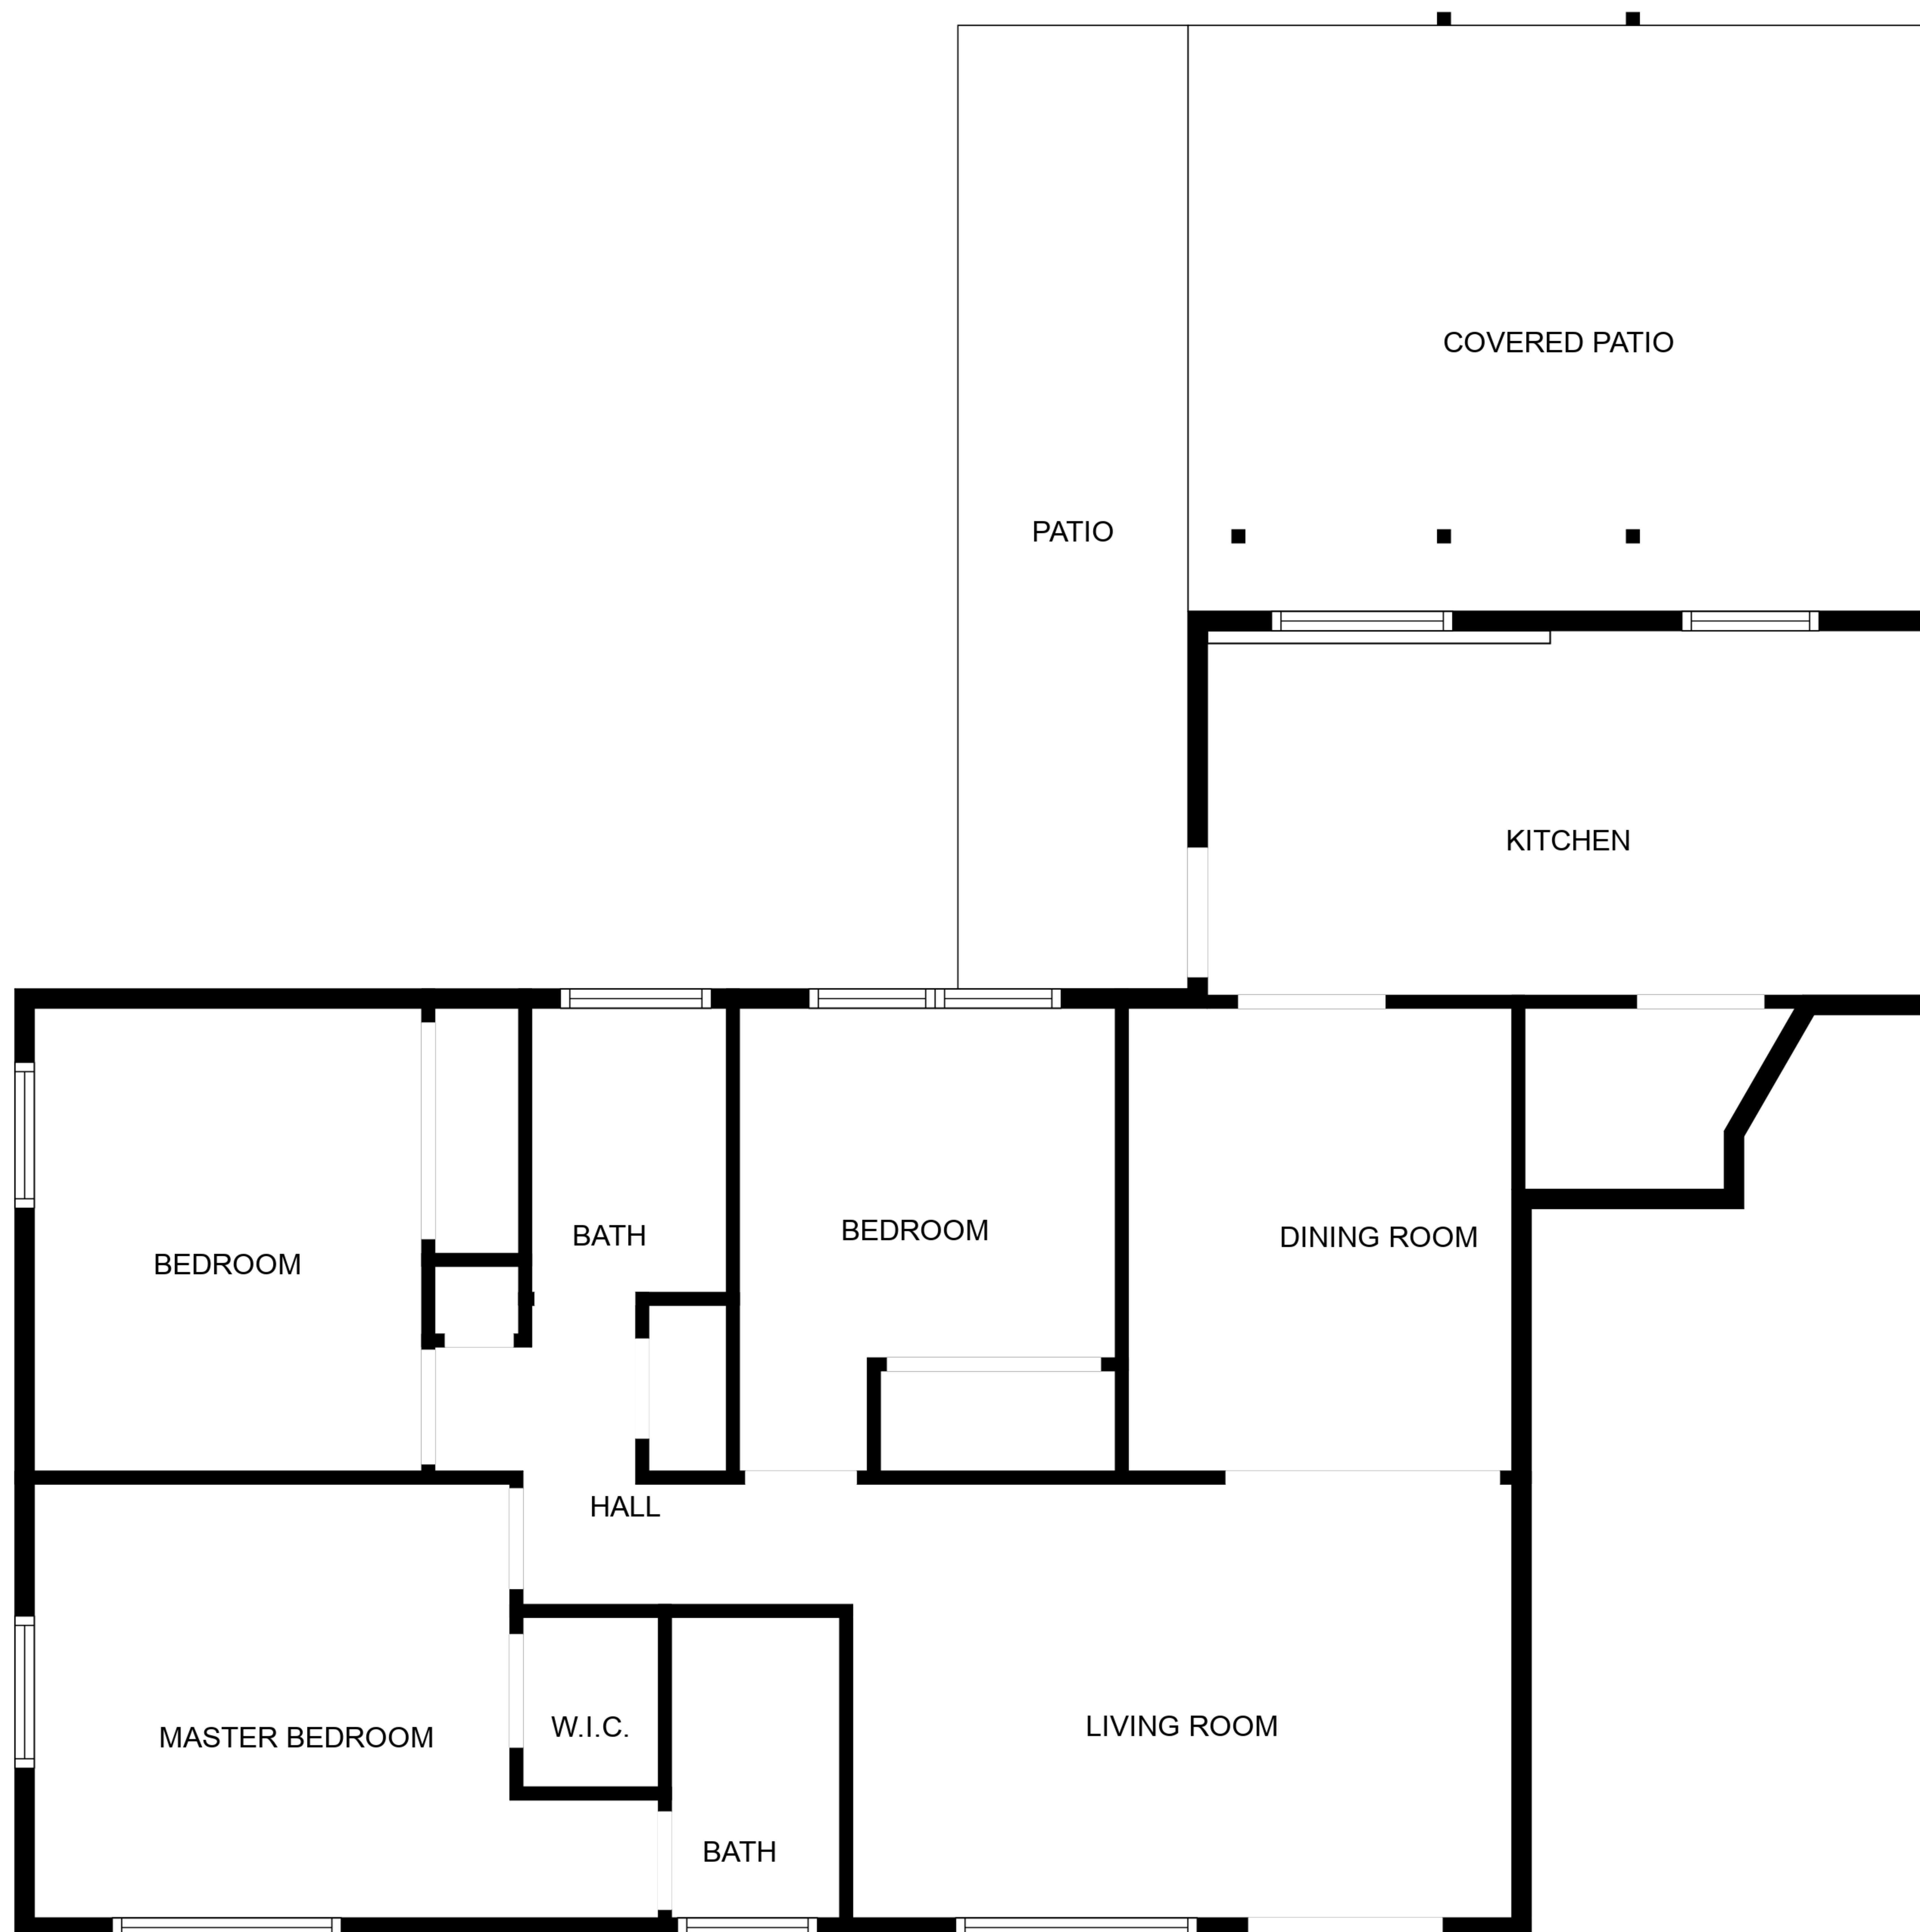 COVERED PATIO
PATIO
KITCHEN
BEDROOM
BATH
BEDROOM
DINING ROOM
HALL
MASTER BEDROOM
W.I.C.
LIVING ROOM
BATH